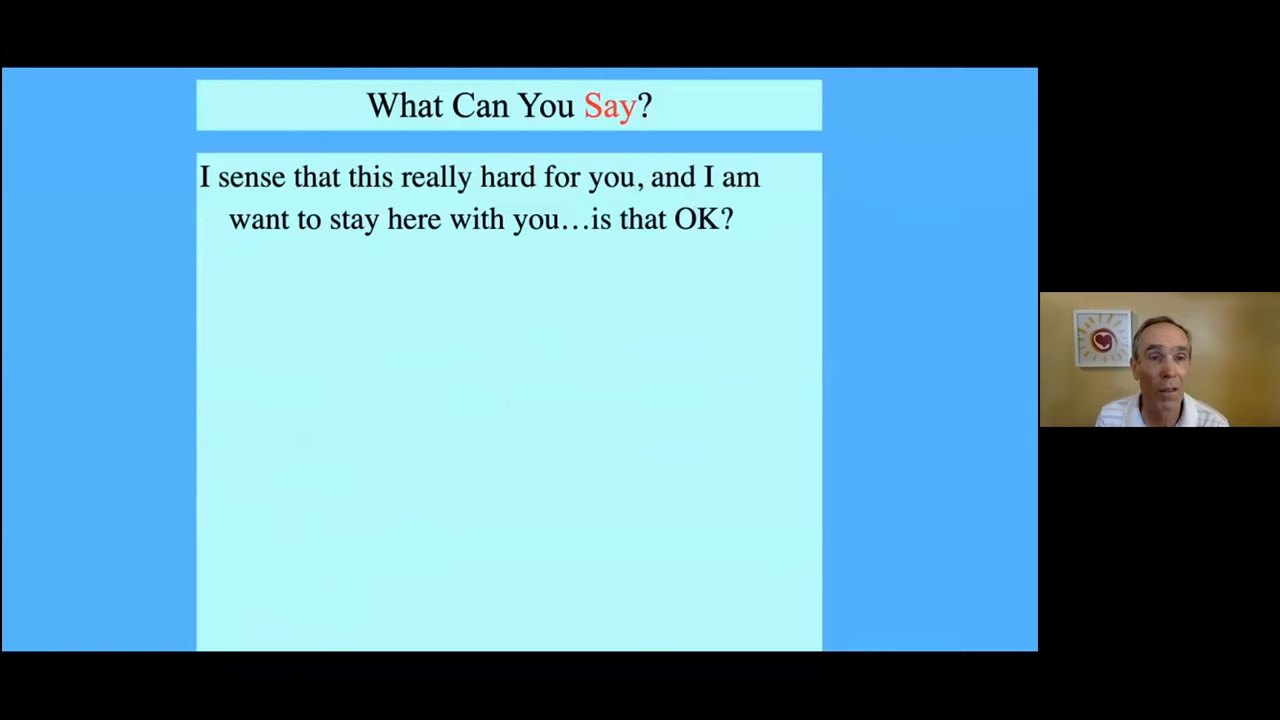 What Can You Say?
I sense that this really hard for you, and I am
want to stay here with you…is that OK?